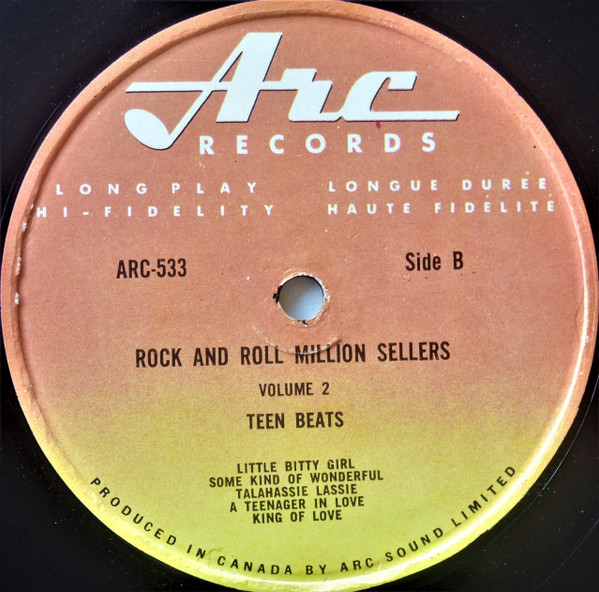 Arc
RECORDS
LONG PLAY LONGUE DURÉE
HI-FIDELITY HAUTE FIDÉLITÉ
ARC-533 Side B
ROCK AND ROLL MILLION SELLERS
VOLUME 2
TEEN BEATS
LITTLE BITTY GIRL
SOME KIND OF WONDERFUL
TALAHASSIE LASSIE
A TEENAGER IN LOVE
KING OF LOVE
PRODUCED IN CANADA BY ARC SOUND LIMITED